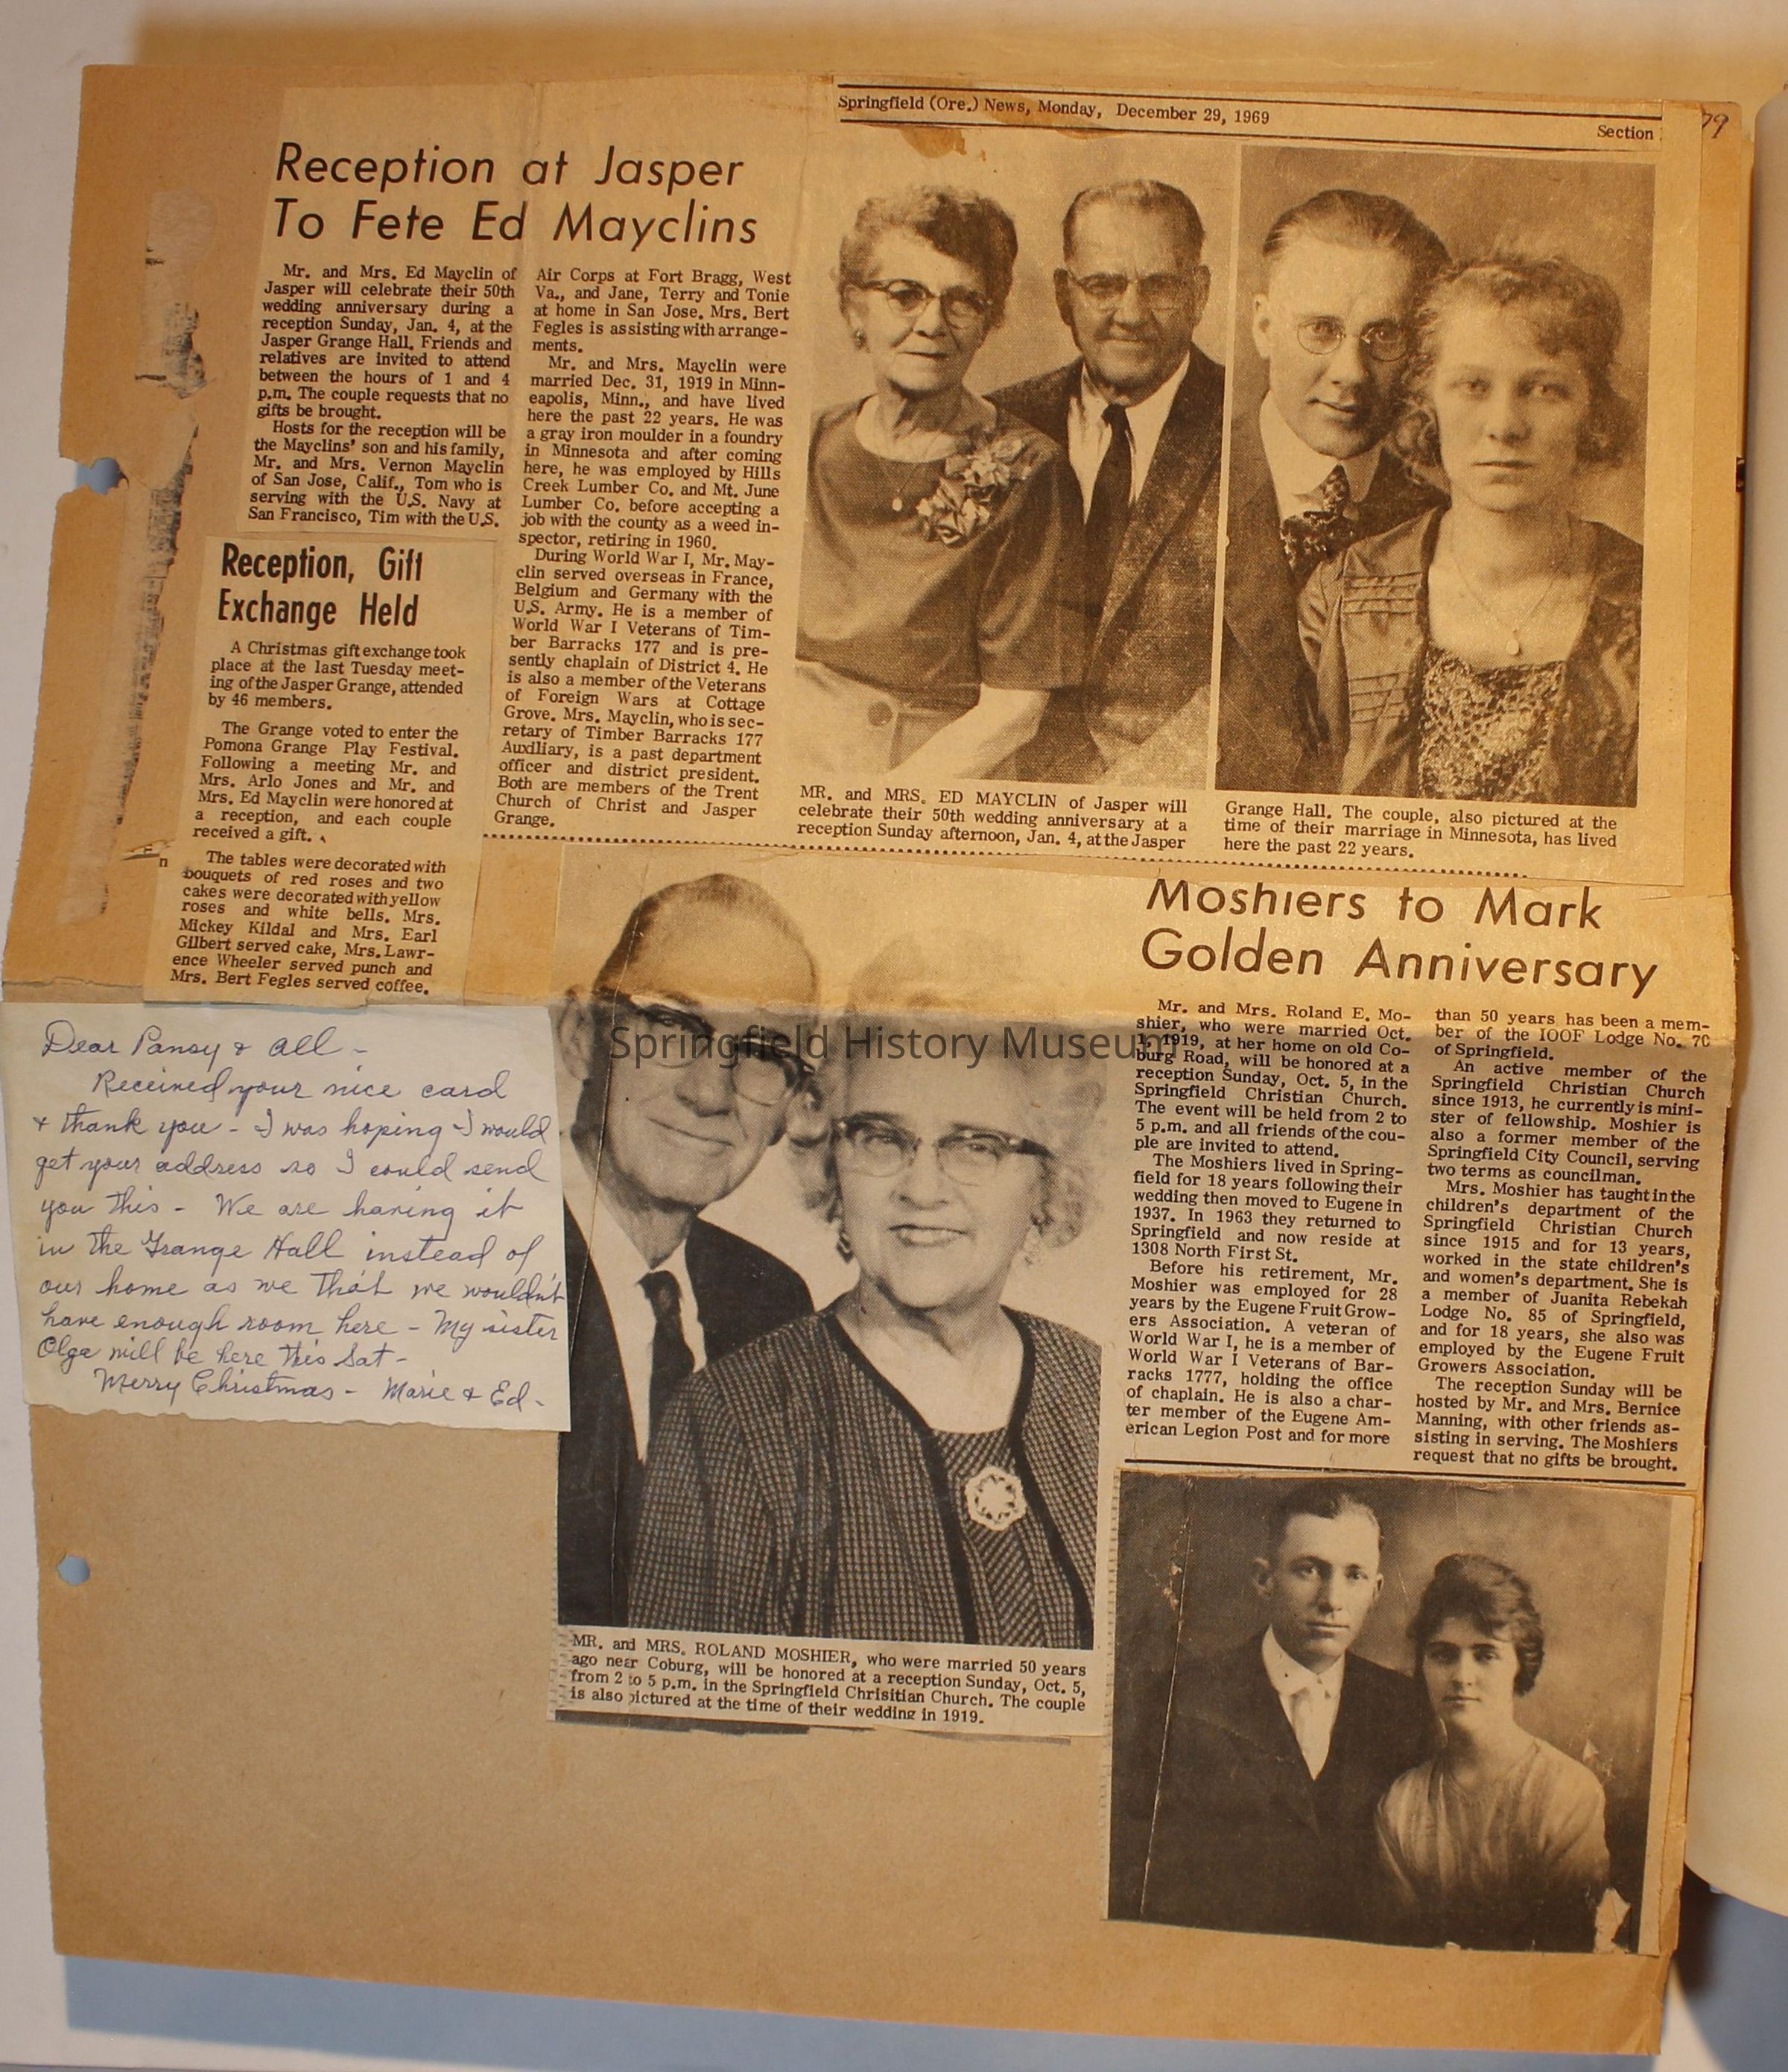 Springfield (Ore.) News, Monday, December 29, 1969
Section
79
Reception at Jasper
To Fete Ed Mayclins
Mr. and Mrs. Ed Mayclin of
Jasper will celebrate their 50th
wedding anniversary during a
reception Sunday, Jan. 4, at the
Jasper Grange Hall. Friends and
relatives are invited to attend
between the hours of 1 and 4
p.m. The couple requests that no
gifts be brought.
Hosts for the reception will be
the Mayclins' son and his family,
Mr. and Mrs. Vernon Mayclin
of San Jose, Calif., Tom who is
serving with the U.S. Navy at
San Francisco, Tim with the U.S.
Air Corps at Fort Bragg, West
Va., and Jane, Terry and Tonie
at home in San Jose. Mrs. Bert
Fegles is assisting with arrange-
ments.
Mr. and Mrs. Mayclin were
married Dec. 31, 1919 in Minn-
eapolis, Minn., and have lived
here the past 22 years. He was
a gray iron moulder in a foundry
in Minnesota and after coming
here, he was employed by Hills
Creek Lumber Co. and Mt. June
Lumber Co. before accepting a
job with the county as a weed in-
spector, retiring in 1960.
During World War I, Mr. May-
clin served overseas in France,
Belgium and Germany with the
U.S. Army. He is a member of
World War I Veterans of Tim-
ber Barracks 177 and is pre-
sently chaplain of District 4. He
is also a member of the Veterans
of Foreign Wars at Cottage
Grove. Mrs. Mayclin, who is sec-
retary of Timber Barracks 177
Auxiliary, is a past department
officer and district president.
Both are members of the Trent
Church of Christ and Jasper
Grange.
MR. and MRS. ED MAYCLIN of Jasper will
celebrate their 50th wedding anniversary at a
reception Sunday afternoon, Jan. 4, at the Jasper
Grange Hall. The couple, also pictured at the
time of their marriage in Minnesota, has lived
here the past 22 years.
Reception, Gift
Exchange Held
A Christmas gift exchange took
place at the last Tuesday meet-
ing of the Jasper Grange, attended
by 46 members.
The Grange voted to enter the
Pomona Grange Play Festival.
Following a meeting Mr. and
Mrs. Arlo Jones and Mr. and
Mrs. Ed Mayclin were honored at
a reception, and each couple
received a gift.
n
The tables were decorated with
bouquets of red roses and two
cakes were decorated with yellow
roses and white bells. Mrs.
Mickey Kildal and Mrs. Earl
Gilbert served cake, Mrs. Lawr-
ence Wheeler served punch and
Mrs. Bert Fegles served coffee.
Dear Pansy & all -
Received your nice card
& thank you - I was hoping I would
get your address so I could send
you this - We are having it
in the Grange Hall instead of
our home as we that we wouldn't
have enough room here - My sister
Olga will be here this Sat -
Merry Christmas - Marie & Ed -
Moshiers to Mark
Golden Anniversary
Mr. and Mrs. Roland E. Mo-
shier, who were married Oct.
1, 1919, at her home on old Co-
burg Road, will be honored at a
reception Sunday, Oct. 5, in the
Springfield Christian Church.
The event will be held from 2 to
5 p.m. and all friends of the cou-
ple are invited to attend.
The Moshiers lived in Spring-
field for 18 years following their
wedding then moved to Eugene in
1937. In 1963 they returned to
Springfield and now reside at
1308 North First St.
Before his retirement, Mr.
Moshier was employed for 28
years by the Eugene Fruit Grow-
ers Association. A veteran of
World War I, he is a member of
World War I Veterans of Bar-
racks 1777, holding the office
of chaplain. He is also a char-
ter member of the Eugene Am-
erican Legion Post and for more
than 50 years has been a mem-
ber of the IOOF Lodge No. 70
of Springfield.
An active member of the
Springfield Christian Church
since 1913, he currently is mini-
ster of fellowship. Moshier is
also a former member of the
Springfield City Council, serving
two terms as councilman.
Mrs. Moshier has taught in the
children's department of the
Springfield Christian Church
since 1915 and for 13 years,
worked in the state children's
and women's department. She is
a member of Juanita Rebekah
Lodge No. 85 of Springfield,
and for 18 years, she also was
employed by the Eugene Fruit
Growers Association.
The reception Sunday will be
hosted by Mr. and Mrs. Bernice
Manning, with other friends as-
sisting in serving. The Moshiers
request that no gifts be brought.
MR. and MRS. ROLAND MOSHIER, who were married 50 years
ago near Coburg, will be honored at a reception Sunday, Oct. 5,
from 2 to 5 p.m. in the Springfield Chrisitian Church. The couple
is also pictured at the time of their wedding in 1919.
Springfield History Museum